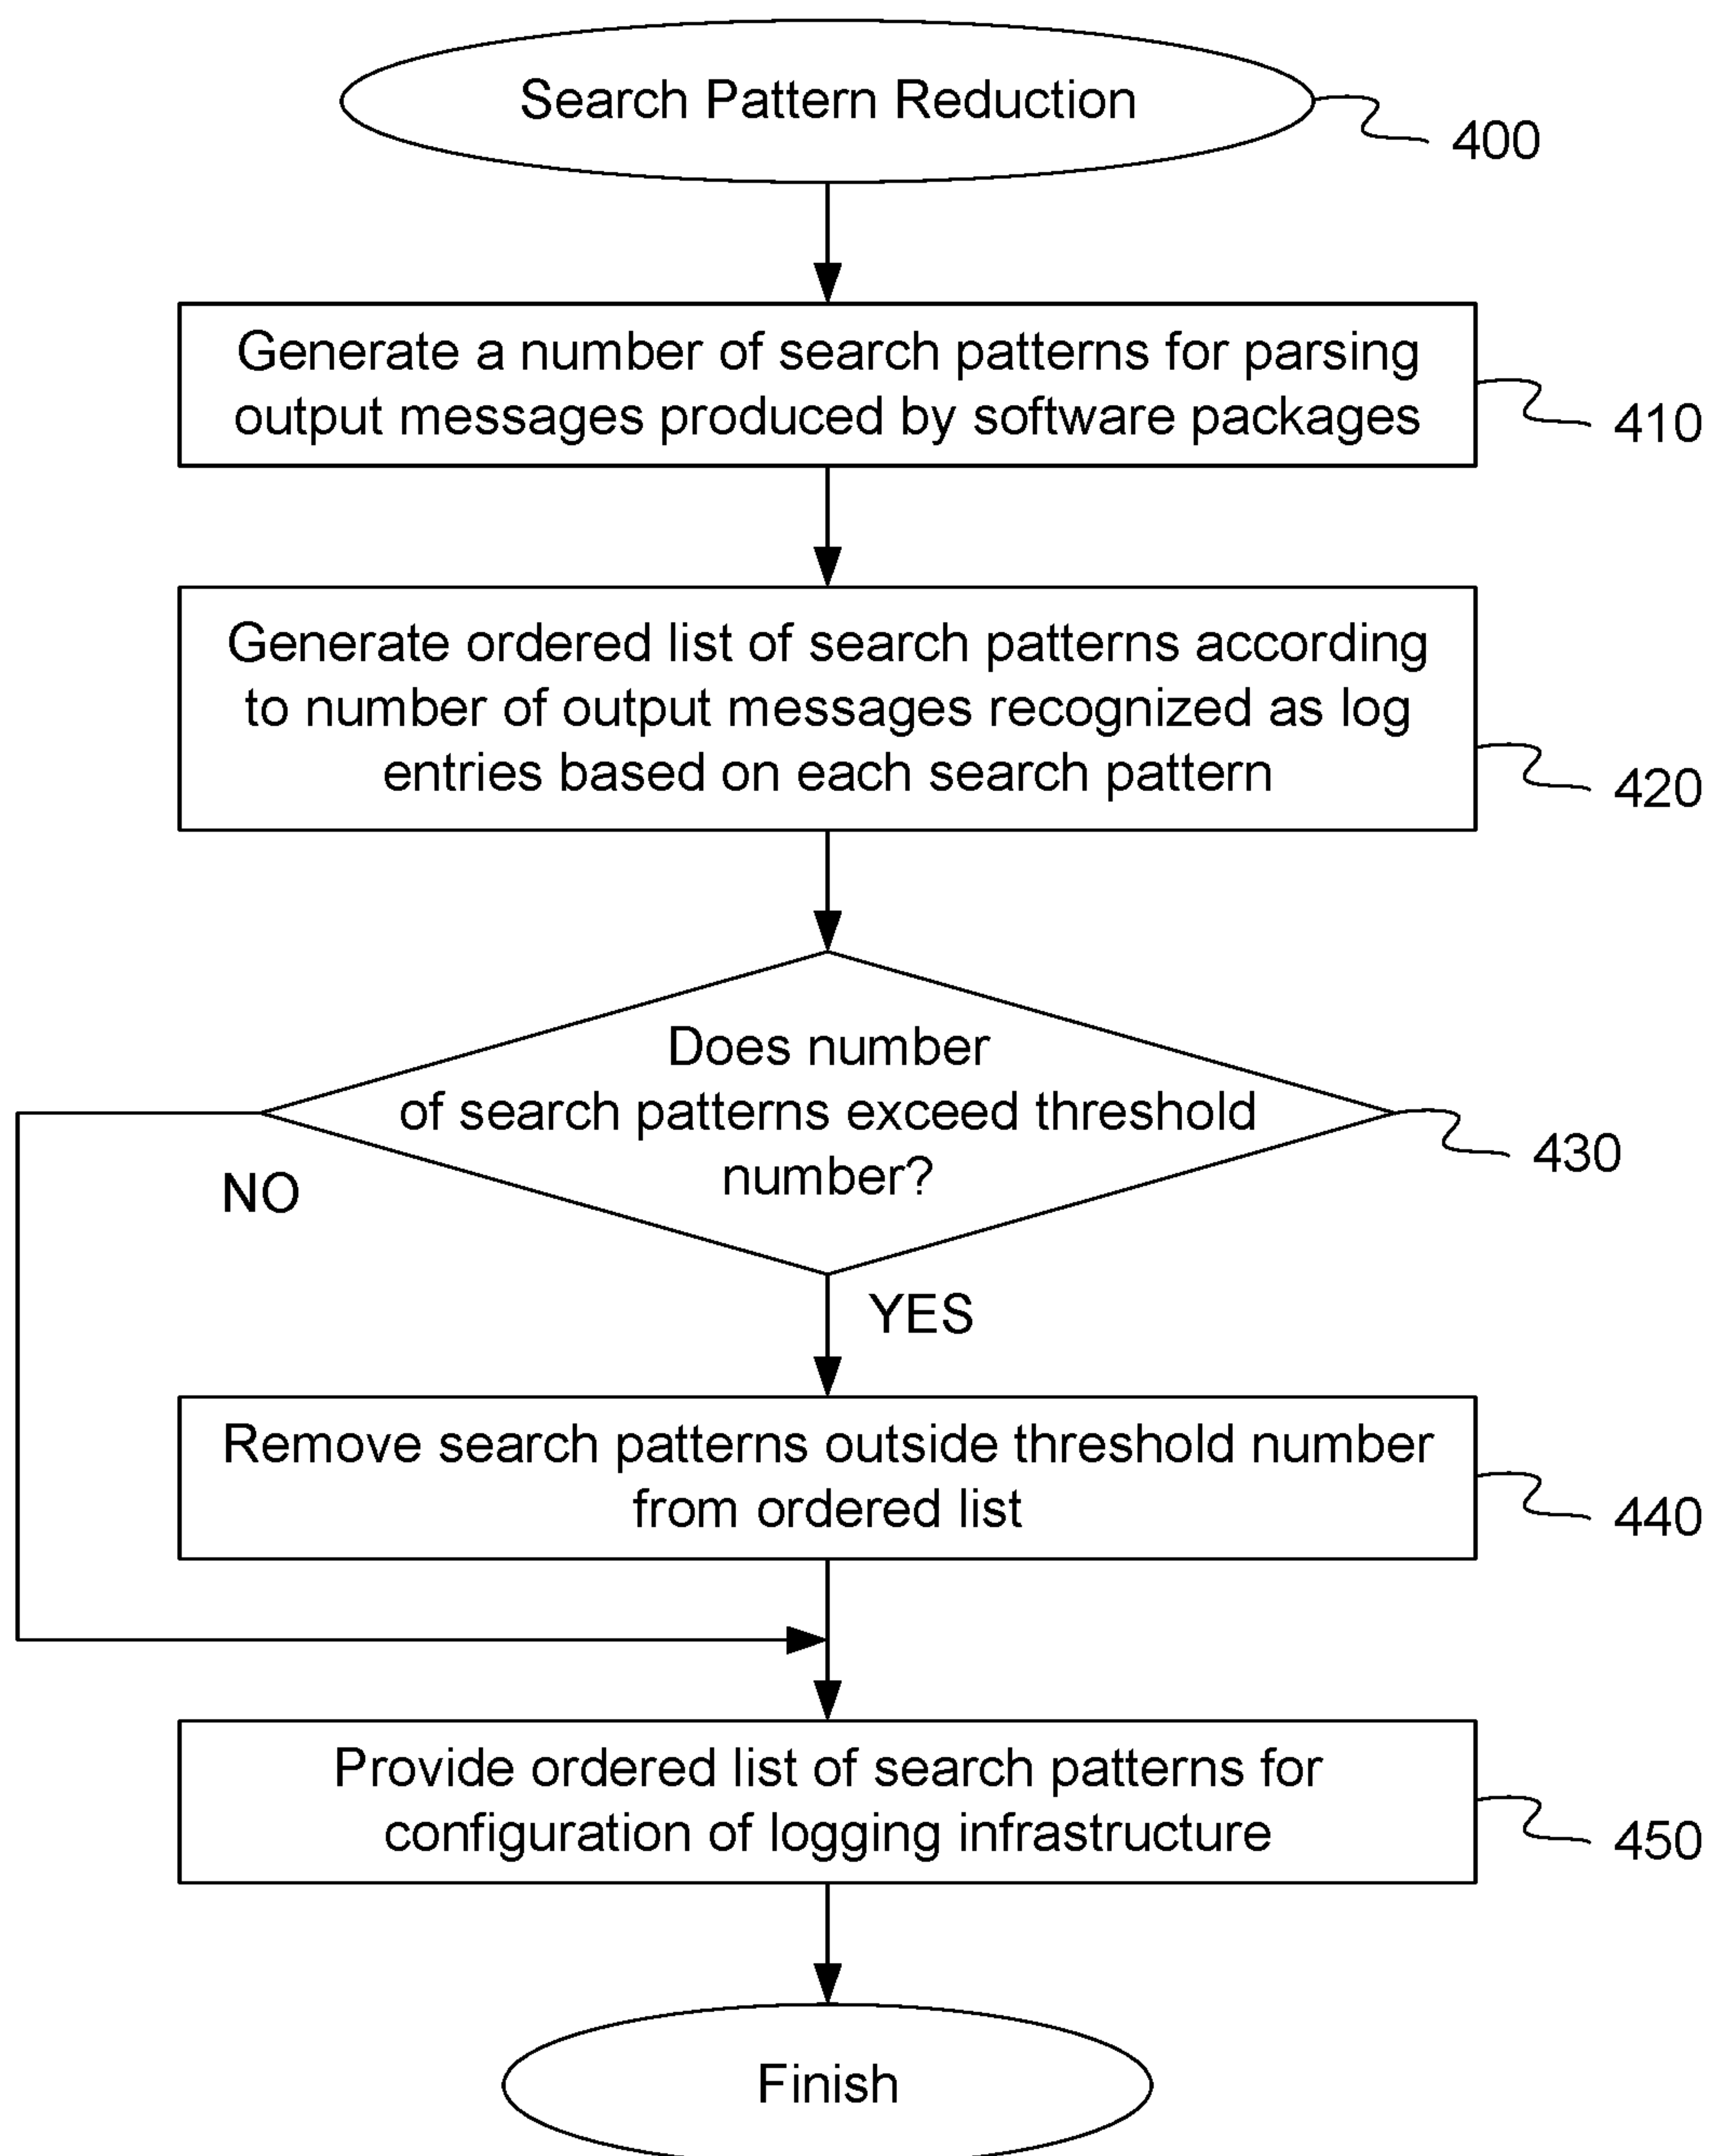 Search Pattern Reduction
400
Generate a number of search patterns for parsing
output messages produced by software packages
410
Generate ordered list of search patterns according
to number of output messages recognized as log
entries based on each search pattern
420
Does number
of search patterns exceed threshold
number?
430
NO
YES
Remove search patterns outside threshold number
from ordered list
440
Provide ordered list of search patterns for
configuration of logging infrastructure
450
Finish